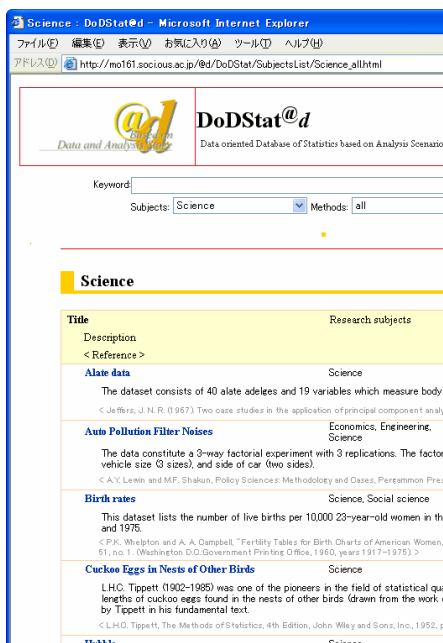 Science : DoDStat@d - Microsoft Internet Explorer
ファイル(F) 編集(E) 表示(V) お気に入り(A) ツール(T) ヘルプ(H)
アドレス(D) http://mo161.socious.ac.jp/@d/DoDStat/SubjectsList/Science_all.html
@d
Based on
Data and Analysis Story
DoDStat@d
Data oriented Database of Statistics based on Analysis Scenario
Keyword:
Subjects: Science Methods: all
Science
Title Research subjects
Description
< Reference >
Alate data Science
The dataset consists of 40 alate adelges and 19 variables which measure body
< Jeffers, J. N. R. (1967). Two case studies in the application of principal component analy
Auto Pollution Filter Noises Economics, Engineering,
Science
The data constitute a 3-way factorial experiment with 3 replications. The factor
vehicle size (3 sizes), and side of car (two sides).
< A.Y. Lewin and M.F. Shakun, Policy Sciences: Methodology and Cases, Pergammon Pre
Birth rates Science, Social science
This dataset lists the number of live births per 10,000 23-year-old women in th
and 1975.
< P.K. Whelpton and A. A. Campbell, "Fertility Tables for Birth Charts of American Women,
51, no. 1. (Washington D.C.:Government Printing Office, 1960, years 1917-1975). >
Cuckoo Eggs in Nests of Other Birds Science
L.H.C. Tippett (1902-1985) was one of the pioneers in the field of statistical qua
lengths of cuckoo eggs found in the nests of other birds (drawn from the work
by Tippett in his fundamental text.
< L.H.C. Tippett, The Methods of Statistics, 4th Edition, John Wiley and Sons, Inc., 1952, p
Hubble Science